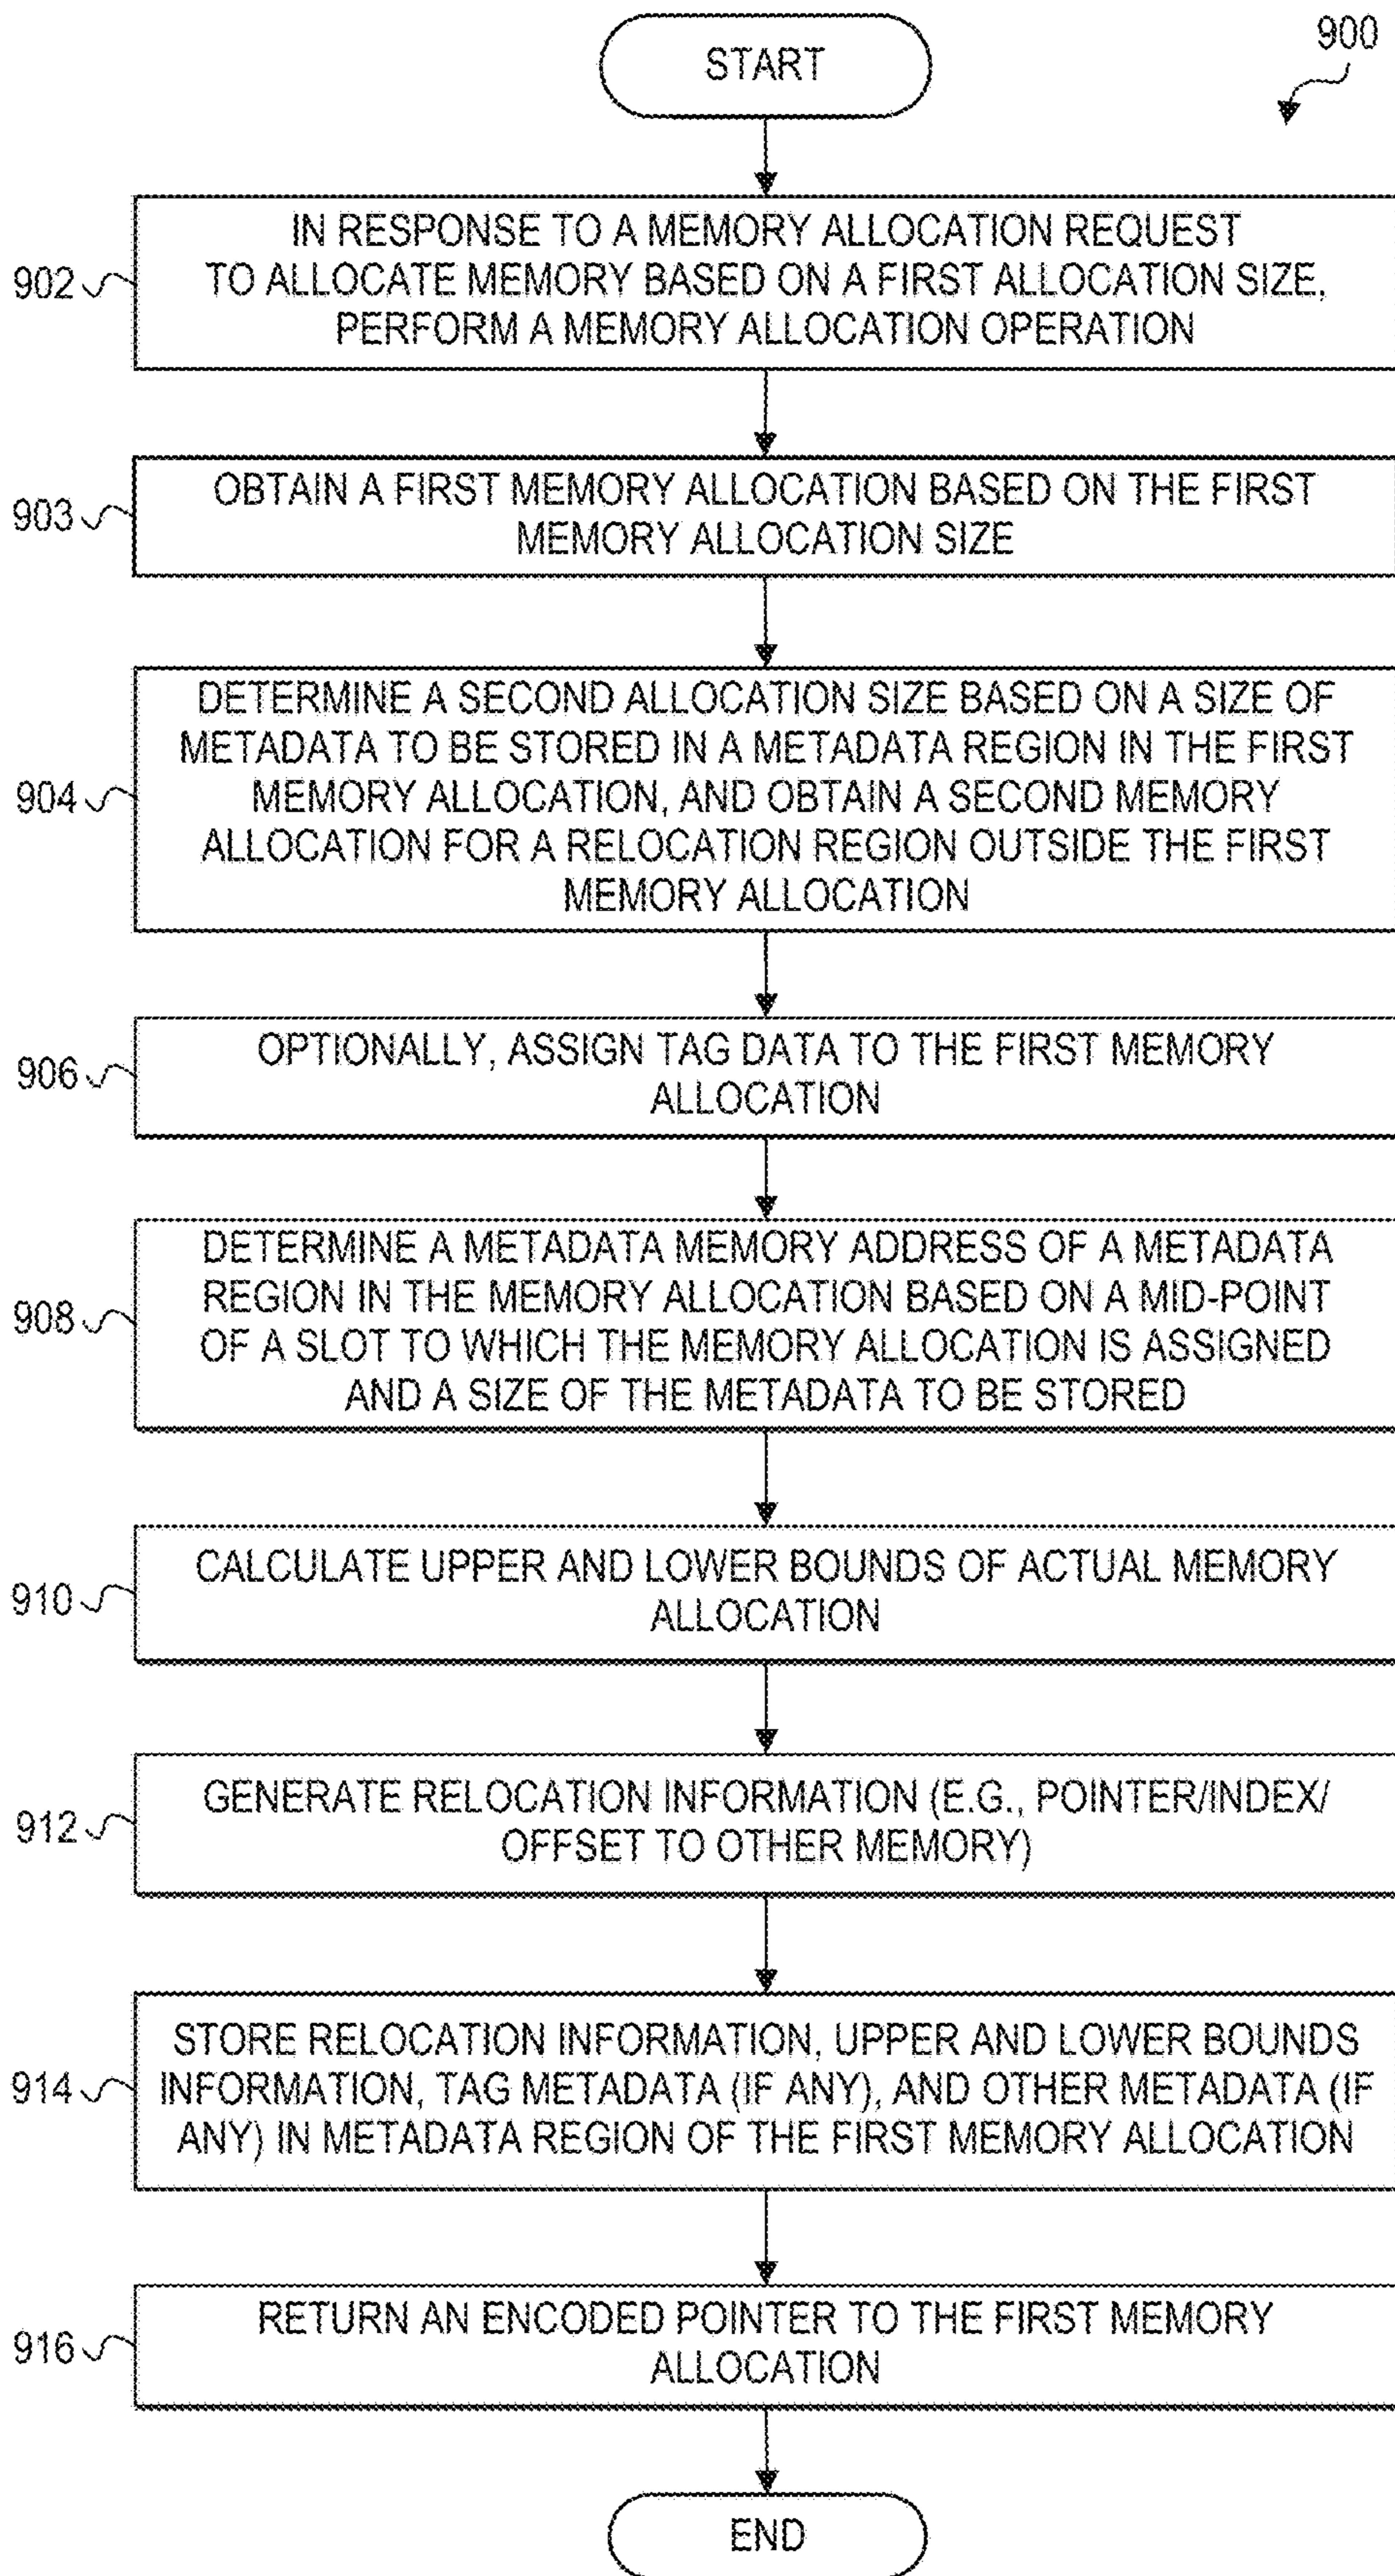 START
900
902
IN RESPONSE TO A MEMORY ALLOCATION REQUEST
TO ALLOCATE MEMORY BASED ON A FIRST ALLOCATION SIZE,
PERFORM A MEMORY ALLOCATION OPERATION
903
OBTAIN A FIRST MEMORY ALLOCATION BASED ON THE FIRST
MEMORY ALLOCATION SIZE
904
DETERMINE A SECOND ALLOCATION SIZE BASED ON A SIZE OF
METADATA TO BE STORED IN A METADATA REGION IN THE FIRST
MEMORY ALLOCATION, AND OBTAIN A SECOND MEMORY
ALLOCATION FOR A RELOCATION REGION OUTSIDE THE FIRST
MEMORY ALLOCATION
906
OPTIONALLY, ASSIGN TAG DATA TO THE FIRST MEMORY
ALLOCATION
908
DETERMINE A METADATA MEMORY ADDRESS OF A METADATA
REGION IN THE MEMORY ALLOCATION BASED ON A MID-POINT
OF A SLOT TO WHICH THE MEMORY ALLOCATION IS ASSIGNED
AND A SIZE OF THE METADATA TO BE STORED
910
CALCULATE UPPER AND LOWER BOUNDS OF ACTUAL MEMORY
ALLOCATION
912
GENERATE RELOCATION INFORMATION (E.G., POINTER/INDEX/
OFFSET TO OTHER MEMORY)
914
STORE RELOCATION INFORMATION, UPPER AND LOWER BOUNDS
INFORMATION, TAG METADATA (IF ANY), AND OTHER METADATA (IF
ANY) IN METADATA REGION OF THE FIRST MEMORY ALLOCATION
916
RETURN AN ENCODED POINTER TO THE FIRST MEMORY
ALLOCATION
END